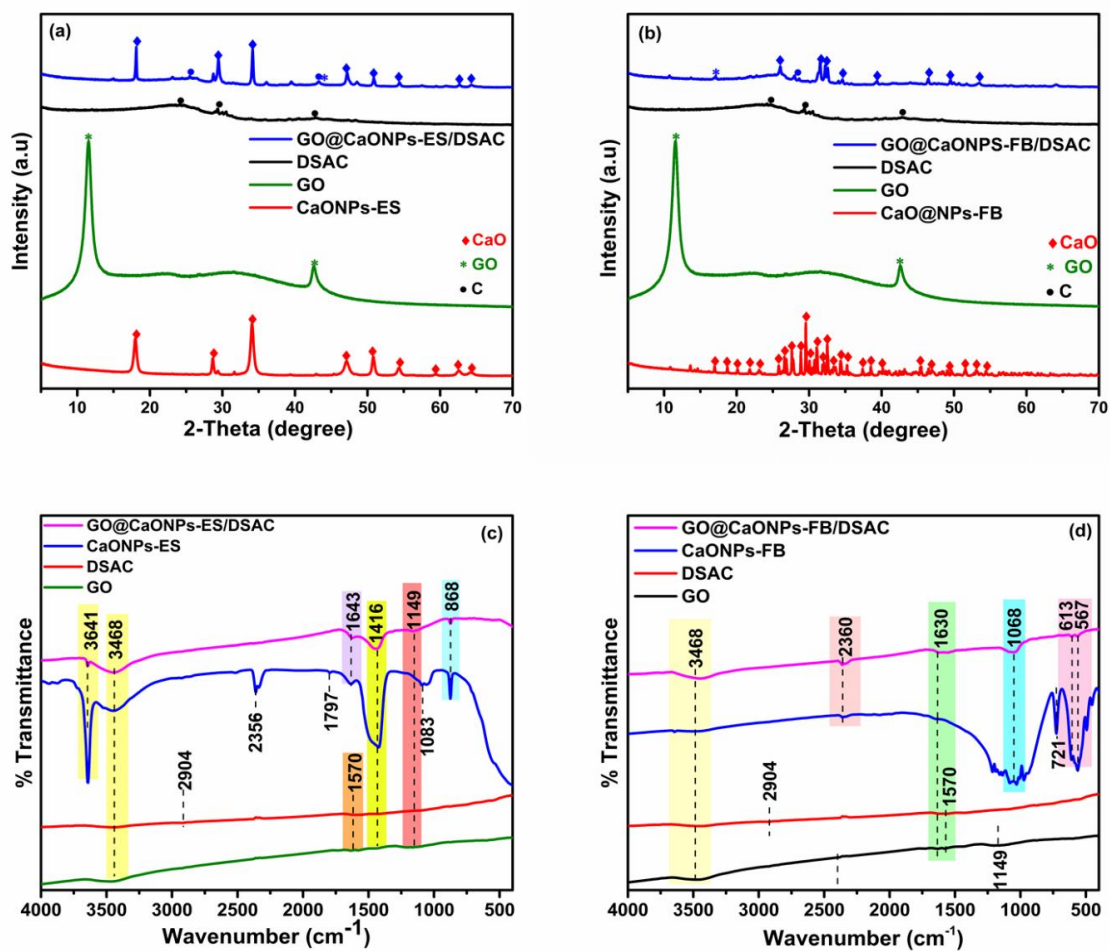 (a)
GO@CaONPs-ES/DSAC
DSAC
GO
CaONPs-ES
CaO
* GO
C
*
*
*
Intensity (a.u)
10 20 30 40 50 60 70
2-Theta (degree)
(b)
GO@CaONPS-FB/DSAC
DSAC
GO
CaO@NPs-FB
CaO
* GO
C
*
*
*
Intensity (a.u)
10 20 30 40 50 60 70
2-Theta (degree)
(c)
GO@CaONPs-ES/DSAC
CaONPs-ES
DSAC
GO
3641
3468
2904
2356
1797
1643
1570
1416
1149
1083
868
% Transmittance
4000 3500 3000 2500 2000 1500 1000 500
Wavenumber (cm-1)
(d)
GO@CaONPs-FB/DSAC
CaONPs-FB
DSAC
GO
3468
2904
2360
1630
1570
1149
1068
721
613
567
% Transmittance
4000 3500 3000 2500 2000 1500 1000 500
Wavenumber (cm-1)